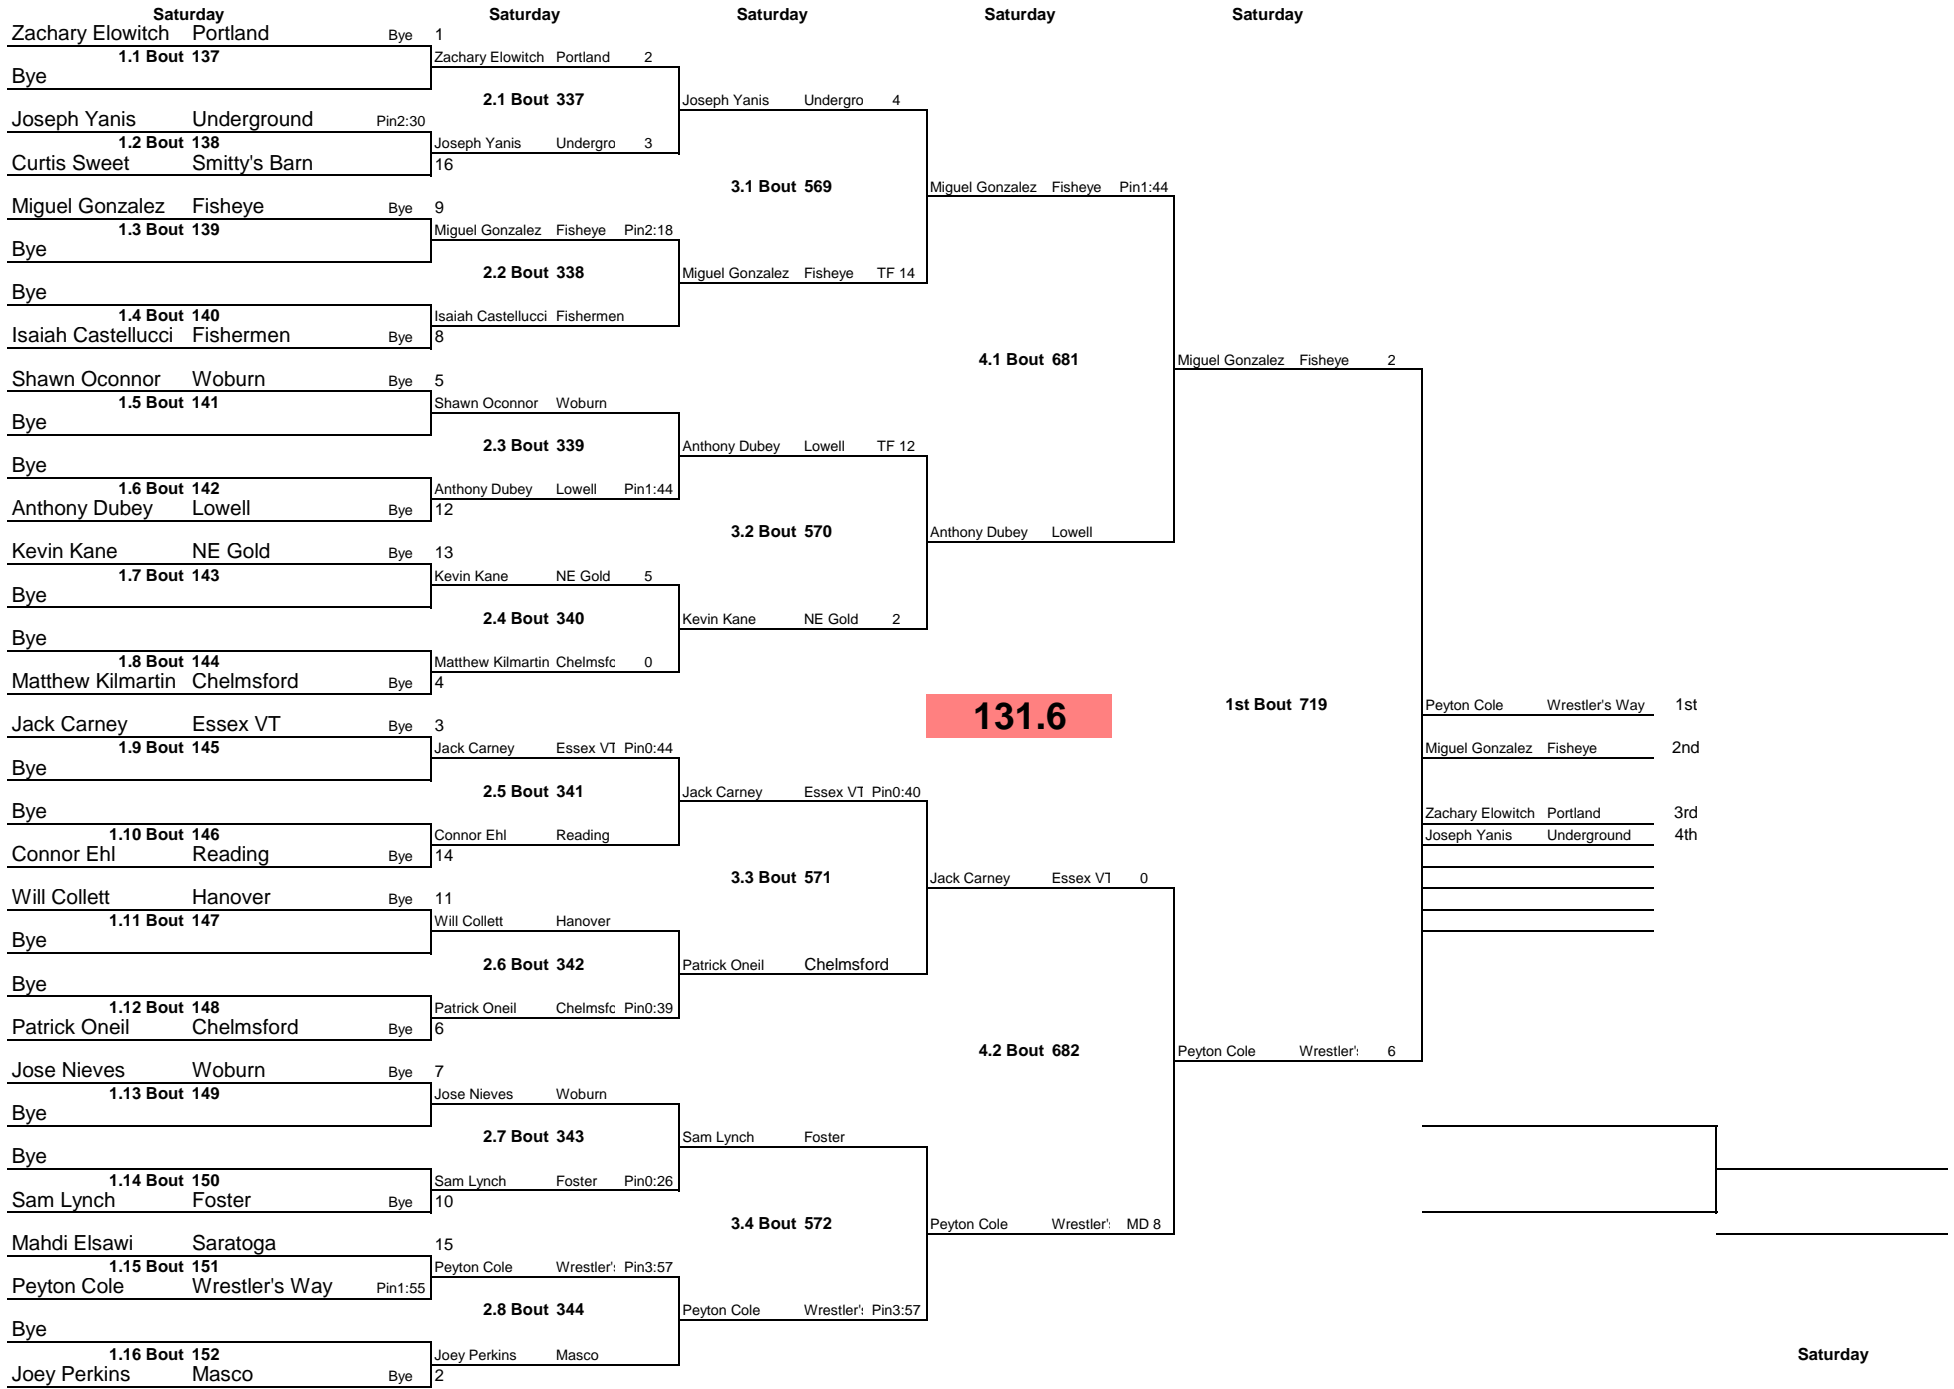 Saturday Saturday Saturday Saturday Saturday
Zachary Elowitch Portland Bye 1
1.1 Bout 137 Zachary Elowitch Portland 2
Bye
2.1 Bout 337 Joseph Yanis Undergro 4
Joseph Yanis Underground Pin2:30
1.2 Bout 138 Joseph Yanis Undergro 3
Curtis Sweet Smitty's Barn 16
3.1 Bout 569 Miguel Gonzalez Fisheye Pin1:44
Miguel Gonzalez Fisheye Bye 9
1.3 Bout 139 Miguel Gonzalez Fisheye Pin2:18
Bye
2.2 Bout 338 Miguel Gonzalez Fisheye TF 14
Bye
1.4 Bout 140 Isaiah Castellucci Fishermen
Isaiah Castellucci Fishermen Bye 8
4.1 Bout 681 Miguel Gonzalez Fisheye 2
Shawn Oconnor Woburn Bye 5
1.5 Bout 141 Shawn Oconnor Woburn
Bye
2.3 Bout 339 Anthony Dubey Lowell TF 12
Bye
1.6 Bout 142 Anthony Dubey Lowell Pin1:44
Anthony Dubey Lowell Bye 12
3.2 Bout 570 Anthony Dubey Lowell
Kevin Kane NE Gold Bye 13
1.7 Bout 143 Kevin Kane NE Gold 5
Bye
2.4 Bout 340 Kevin Kane NE Gold 2
Bye
1.8 Bout 144 Matthew Kilmartin Chelmsfc 0
Matthew Kilmartin Chelmsford Bye 4
131.6 1st Bout 719 Peyton Cole Wrestler's Way 1st
Jack Carney Essex VT Bye 3
1.9 Bout 145 Jack Carney Essex VT Pin0:44 Miguel Gonzalez Fisheye 2nd
Bye
2.5 Bout 341 Jack Carney Essex VT Pin0:40
Bye Zachary Elowitch Portland 3rd
1.10 Bout 146 Connor Ehl Reading Joseph Yanis Underground 4th
Connor Ehl Reading Bye 14
3.3 Bout 571 Jack Carney Essex VT 0
Will Collett Hanover Bye 11
1.11 Bout 147 Will Collett Hanover
Bye
2.6 Bout 342 Patrick Oneil Chelmsford
Bye
1.12 Bout 148 Patrick Oneil Chelmsfc Pin0:39
Patrick Oneil Chelmsford Bye 6
4.2 Bout 682 Peyton Cole Wrestler's 6
Jose Nieves Woburn Bye 7
1.13 Bout 149 Jose Nieves Woburn
Bye
2.7 Bout 343 Sam Lynch Foster
Bye
1.14 Bout 150 Sam Lynch Foster Pin0:26
Sam Lynch Foster Bye 10
3.4 Bout 572 Peyton Cole Wrestler's MD 8
Mahdi Elsawi Saratoga 15
1.15 Bout 151 Peyton Cole Wrestler's Pin3:57
Peyton Cole Wrestler's Way Pin1:55
2.8 Bout 344 Peyton Cole Wrestler's Pin3:57
Bye
1.16 Bout 152 Joey Perkins Masco Saturday
Joey Perkins Masco Bye 2